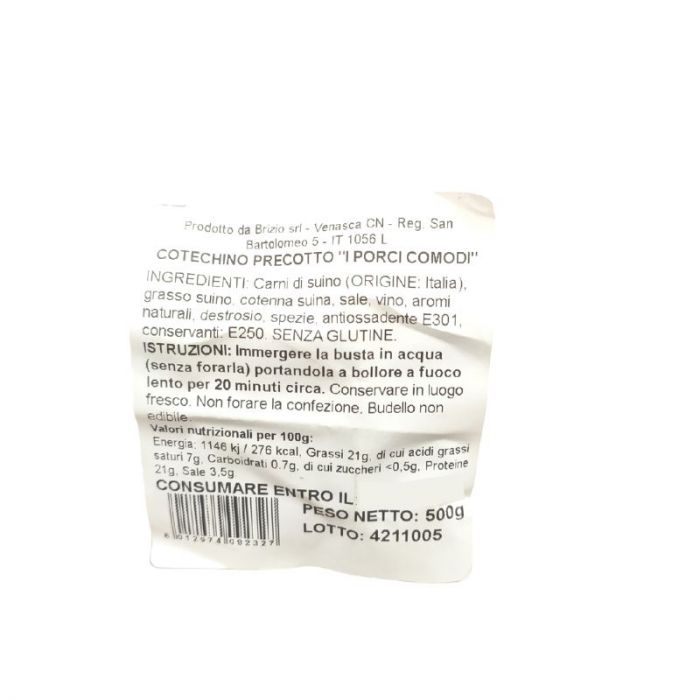 Prodotto da Brizio srl - Venasca CN - Reg. San
Bartolomeo 5 - IT 1056 L
COTECHINO PRECOTTO "I PORCI COMODI"
INGREDIENTI: Carni di suino (ORIGINE: Italia),
grasso suino, cotenna suina, sale, vino, aromi
naturali, destrosio, spezie, antiossadente E301,
conservanti: E250. SENZA GLUTINE.
ISTRUZIONI: Immergere la busta in acqua
(senza forarla) portandola a bollore a fuoco
lento per 20 minuti circa. Conservare in luogo
fresco. Non forare la confezione. Budello non
edibile.
Valori nutrizionali per 100g:
Energia: 1146 kj / 276 kcal, Grassi 21g, di cui acidi grassi
saturi 7g, Carboidrati 0.7g, di cui zuccheri <0,5g, Proteine
21g, Sale 3,5g
CONSUMARE ENTRO IL
PESO NETTO: 500g
LOTTO: 4211005
8 012974 092327